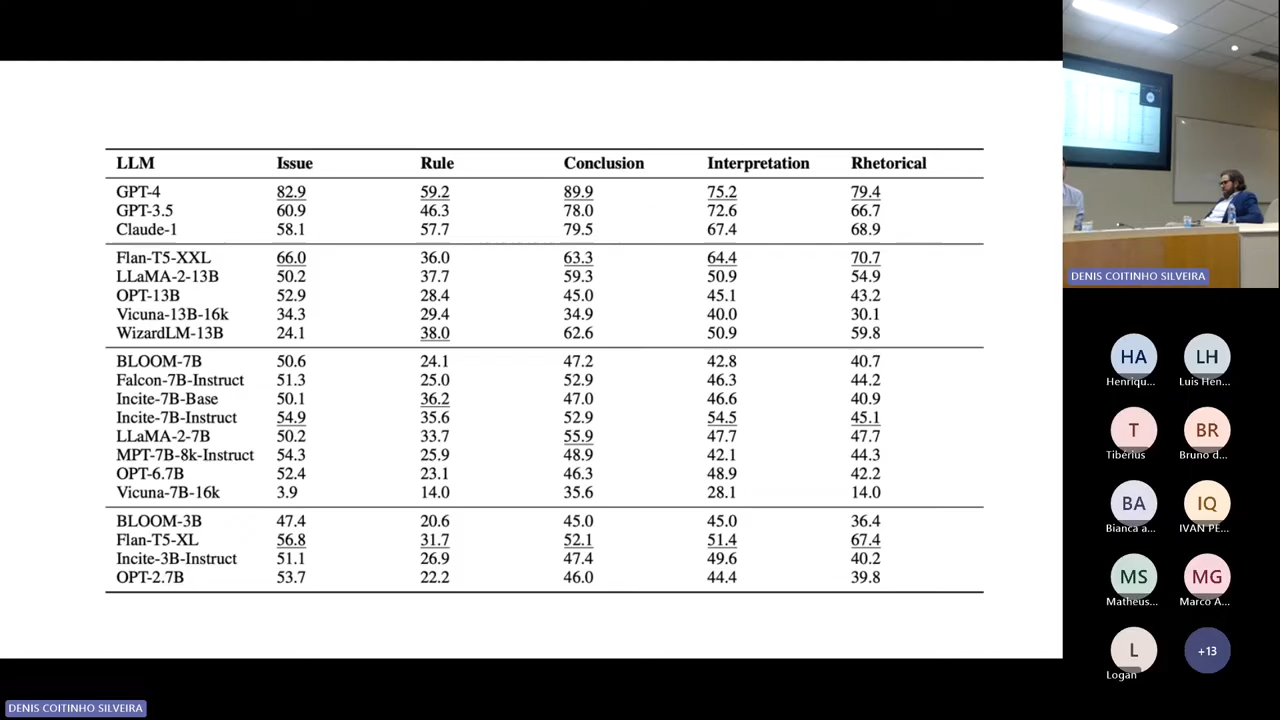 LLM Issue Rule Conclusion Interpretation Rhetorical
GPT-4 82.9 59.2 89.9 75.2 79.4
GPT-3.5 60.9 46.3 78.0 72.6 66.7
Claude-1 58.1 57.7 79.5 67.4 68.9
Flan-T5-XXL 66.0 36.0 63.3 64.4 70.7
LLaMA-2-13B 50.2 37.7 59.3 50.9 54.9
OPT-13B 52.9 28.4 45.0 45.1 43.2
Vicuna-13B-16k 34.3 29.4 34.9 40.0 30.1
WizardLM-13B 24.1 38.0 62.6 50.9 59.8
BLOOM-7B 50.6 24.1 47.2 42.8 40.7
Falcon-7B-Instruct 51.3 25.0 52.9 46.3 44.2
Incite-7B-Base 50.1 36.2 47.0 46.6 40.9
Incite-7B-Instruct 54.9 35.6 52.9 54.5 45.1
LLaMA-2-7B 50.2 33.7 55.9 47.7 47.7
MPT-7B-8k-Instruct 54.3 25.9 48.9 42.1 44.3
OPT-6.7B 52.4 23.1 46.3 48.9 42.2
Vicuna-7B-16k 3.9 14.0 35.6 28.1 14.0
BLOOM-3B 47.4 20.6 45.0 45.0 36.4
Flan-T5-XL 56.8 31.7 52.1 51.4 67.4
Incite-3B-Instruct 51.1 26.9 47.4 49.6 40.2
OPT-2.7B 53.7 22.2 46.0 44.4 39.8
DENIS COITINHO SILVEIRA
HA LH
Henriqu... Luis Hen...
T BR
Tibérius Bruno d...
BA IQ
Bianca a... IVAN PE...
MS MG
Matheus... Marco A...
L +13
Logan
DENIS COITINHO SILVEIRA